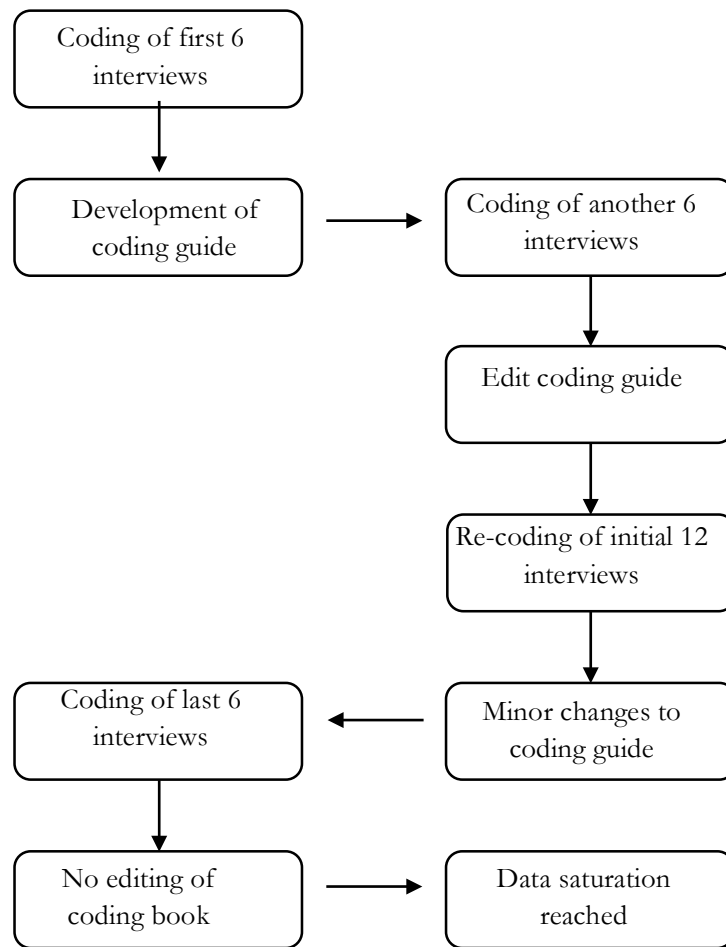 Coding of first 6
interviews
Development of
coding guide
Coding of another 6
interviews
Edit coding guide
Re-coding of initial 12
interviews
Minor changes to
coding guide
Coding of last 6
interviews
No editing of
coding book
Data saturation
reached